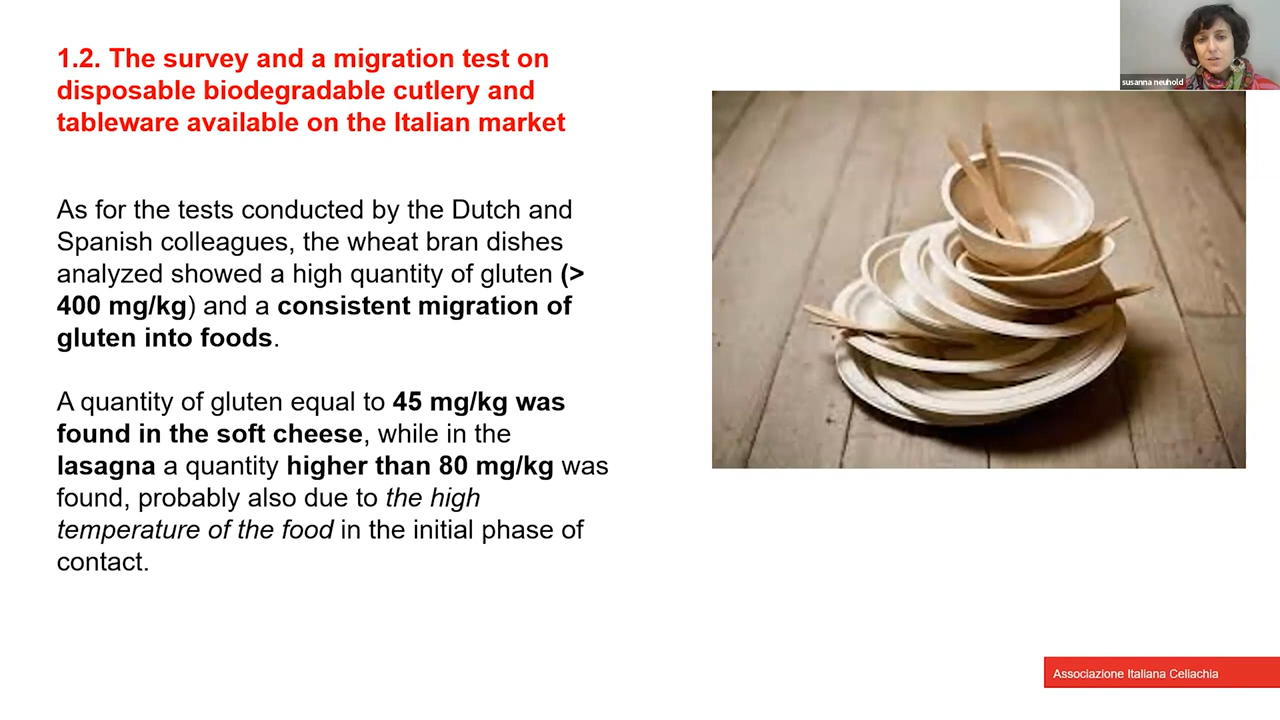 1.2. The survey and a migration test on
disposable biodegradable cutlery and
tableware available on the Italian market
susanna neuhold
As for the tests conducted by the Dutch and
Spanish colleagues, the wheat bran dishes
analyzed showed a high quantity of gluten (>
400 mg/kg) and a consistent migration of
gluten into foods.
A quantity of gluten equal to 45 mg/kg was
found in the soft cheese, while in the
lasagna a quantity higher than 80 mg/kg was
found, probably also due to the high
temperature of the food in the initial phase of
contact.
Associazione Italiana Celiachia